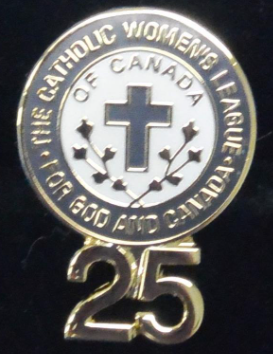 THE CATHOLIC WOMEN'S LEAGUE
OF CANADA
FOR GOD AND CANADA
25